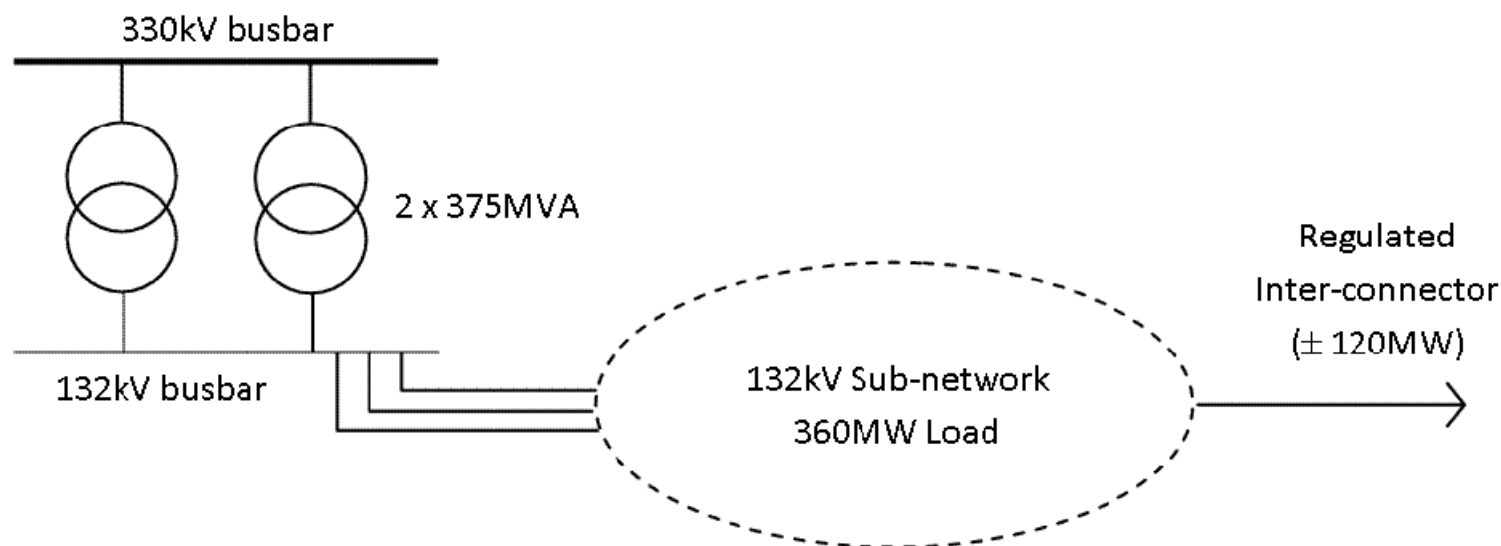 330kV busbar
2 x 375MVA
132kV busbar
132kV Sub-network
360MW Load
Regulated
Inter-connector
(± 120MW)